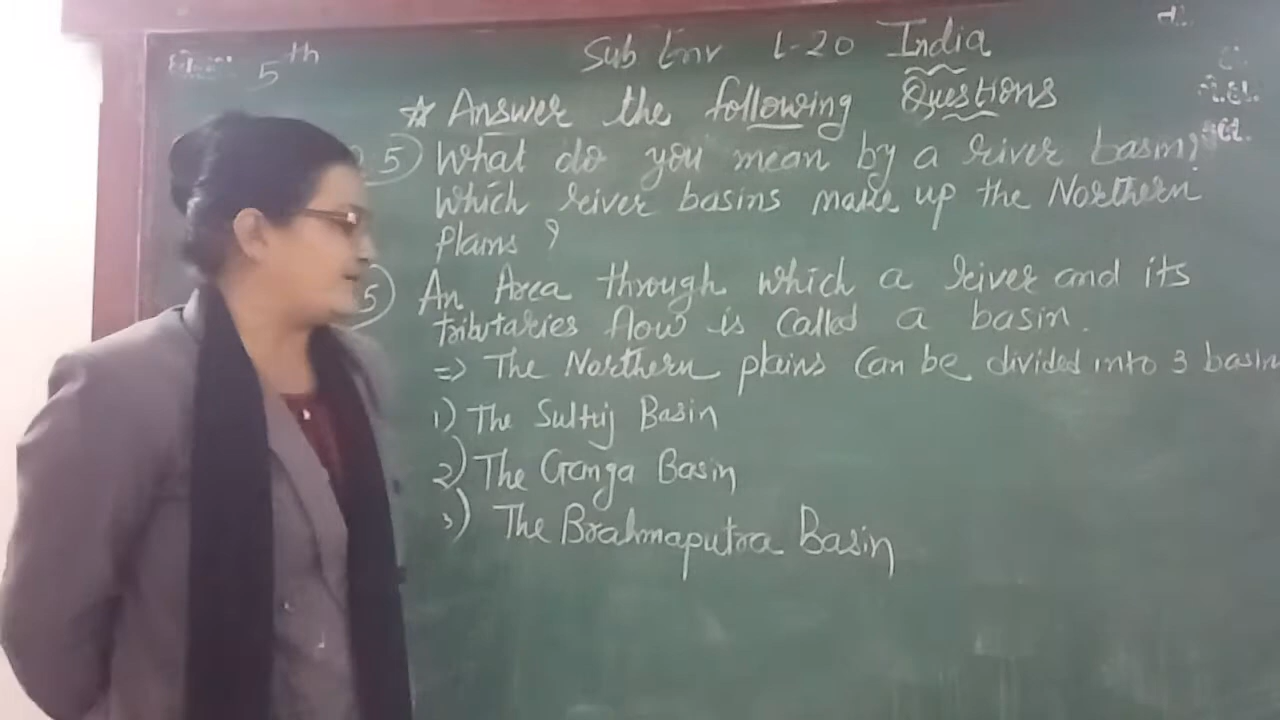 5th
Sub Env L-20 India
☆ Answer the following Questions
5) What do you mean by a river basin?
Which river basins make up the Northern
Plains ?
5) An Area through which a river and its
tributaries flow is called a basin.
=> The Northern plains can be divided into 3 basin
1) The Sultuj Basin
2) The Ganga Basin
3) The Brahmaputra Basin